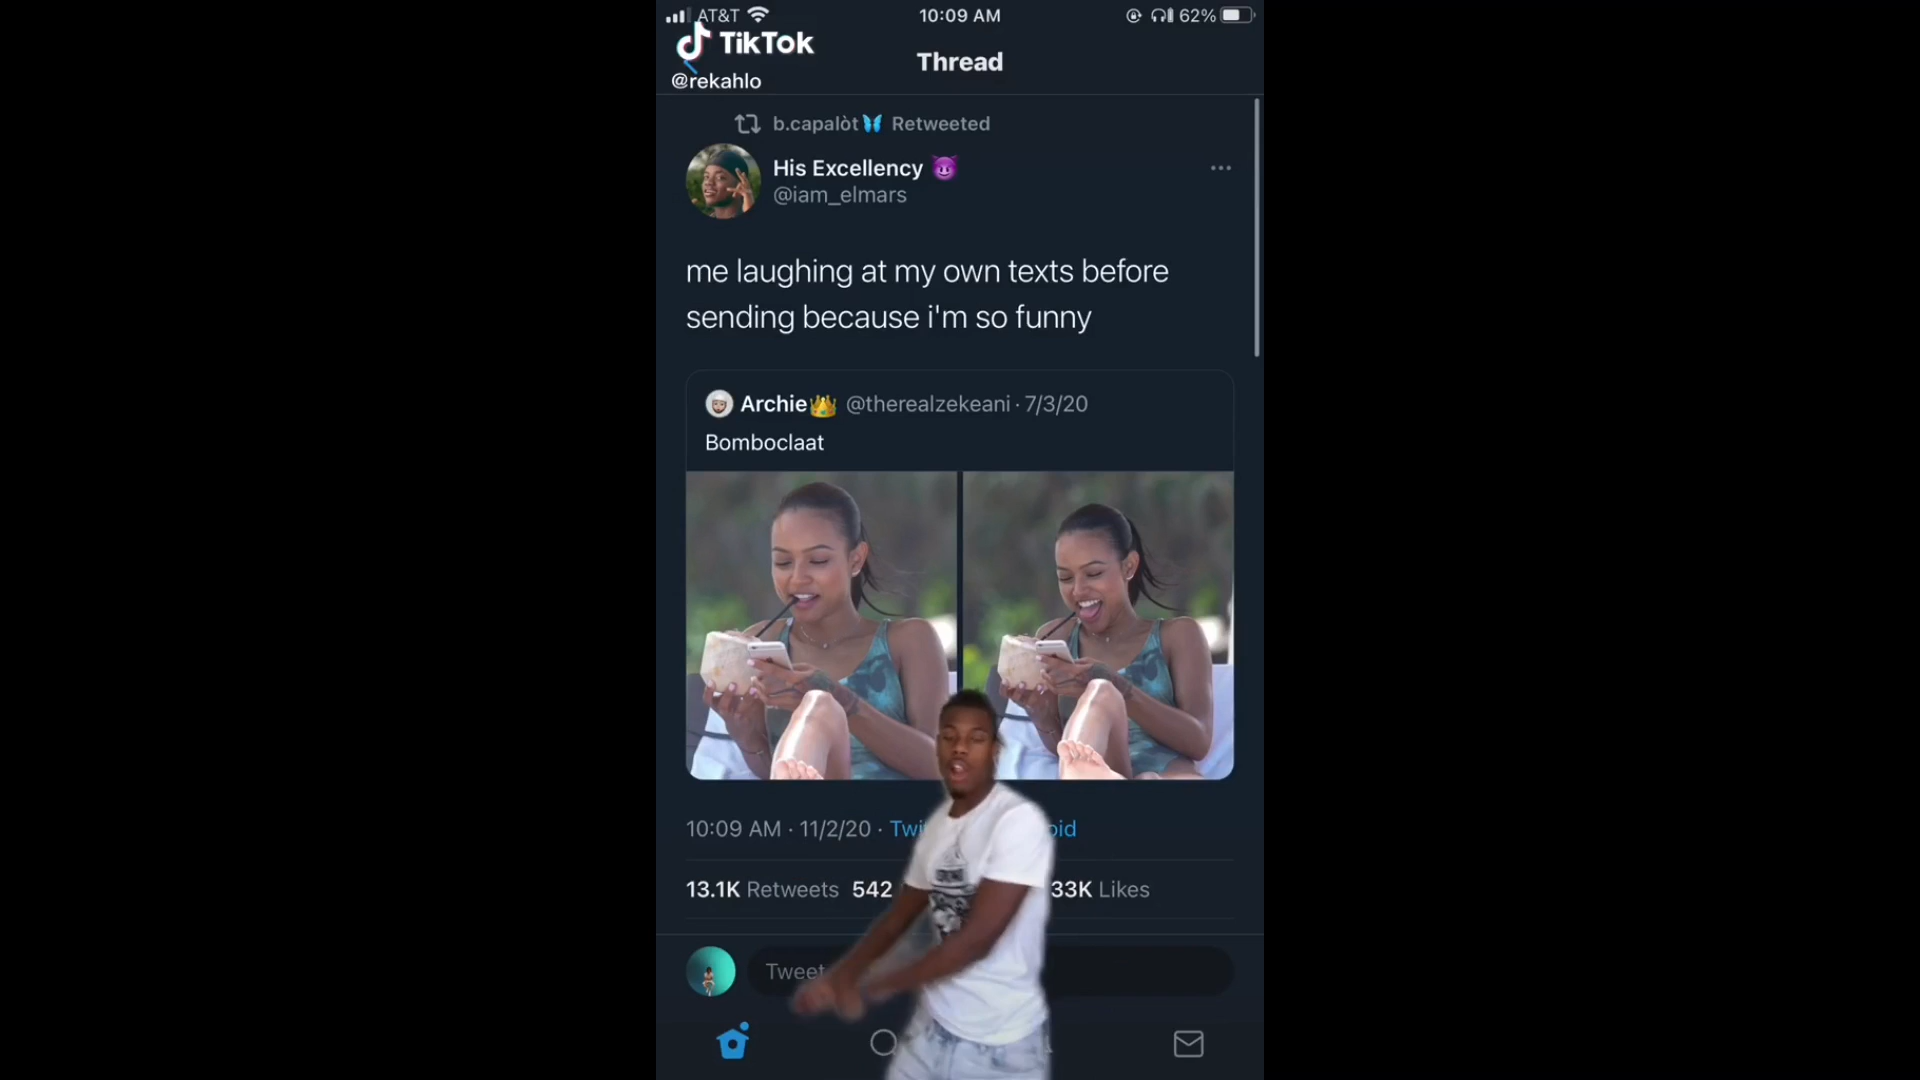 AT&T 10:09 AM 62%
TikTok
@rekahlo
Thread
b.capalòt🦋 Retweeted
His Excellency 😈
@iam_elmars
me laughing at my own texts before
sending because i'm so funny
Archie👑 @therealzekeani · 7/3/20
Bomboclaat
10:09 AM · 11/2/20 ·
13.1K Retweets 542 33K Likes
Tweet